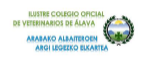 ILUSTRE COLEGIO OFICIAL
DE VETERINARIOS DE ÁLAVA
ARABAKO ALBAITEROEN
ARGI LEGEZKO ELKARTEA